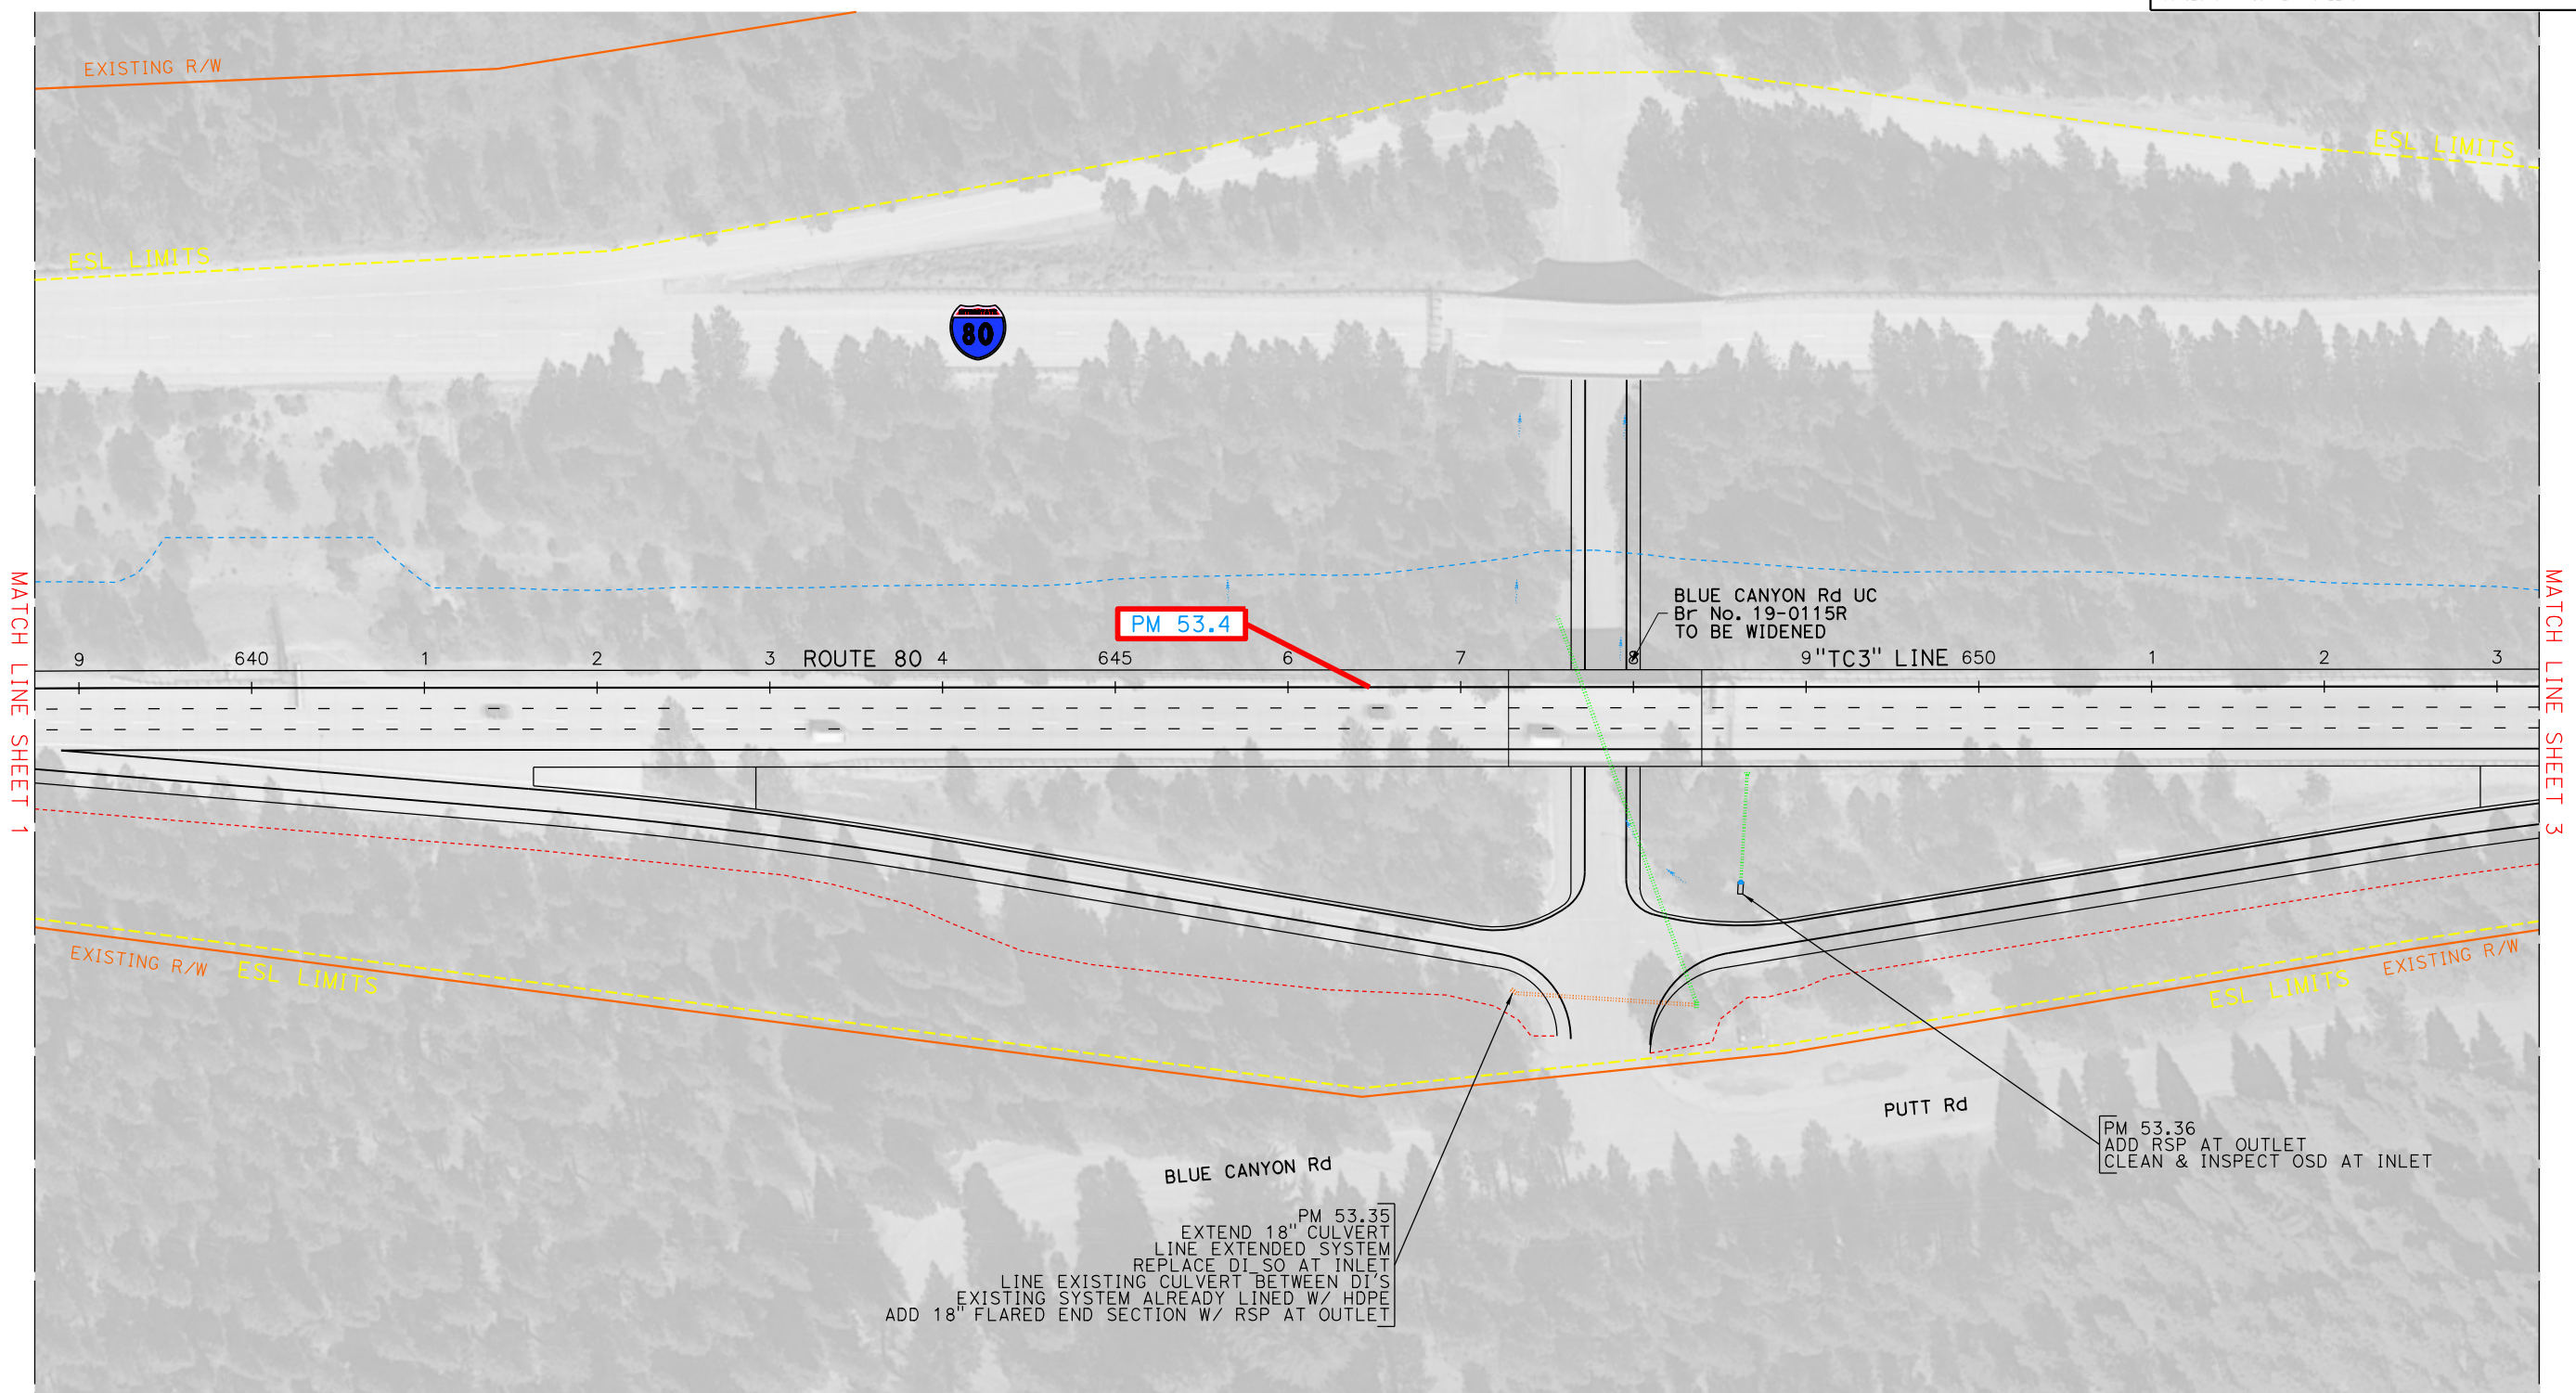 EXISTING R/W
ESL LIMITS
ESL LIMITS
80
MATCH LINE SHEET 1
MATCH LINE SHEET 3
PM 53.4
BLUE CANYON Rd UC
Br No. 19-0115R
TO BE WIDENED
9 640 1 2 3 ROUTE 80 4 645 6 7 8 9 "TC3" LINE 650 1 2 3
EXISTING R/W
ESL LIMITS
EXISTING R/W
ESL LIMITS
PUTT Rd
BLUE CANYON Rd
PM 53.36
ADD RSP AT OUTLET
CLEAN & INSPECT OSD AT INLET
PM 53.35
EXTEND 18" CULVERT
LINE EXTENDED SYSTEM
REPLACE DI_SO AT INLET
LINE EXISTING CULVERT BETWEEN DI'S
EXISTING SYSTEM ALREADY LINED W/ HDPE
ADD 18" FLARED END SECTION W/ RSP AT OUTLET